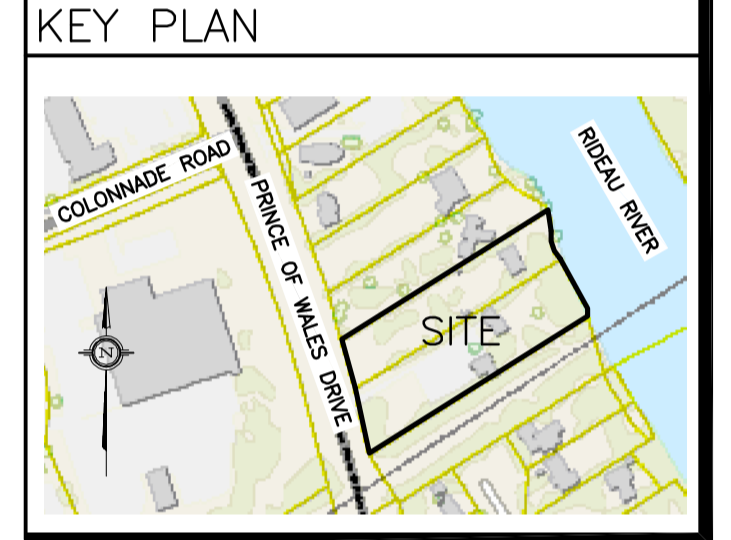 KEY PLAN
COLONNADE ROAD
PRINCE OF WALES DRIVE
RIDEAU RIVER
SITE
N